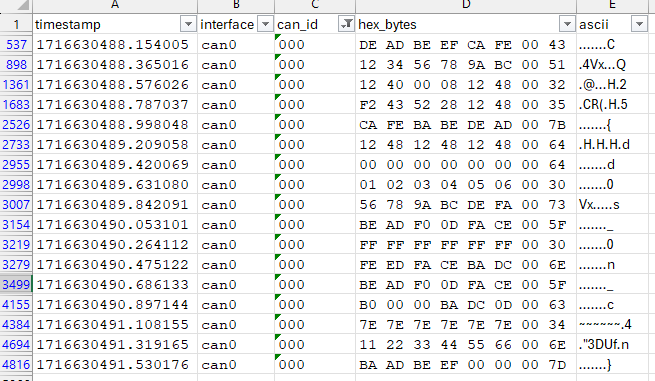 A B C D E
1 timestamp interface can_id hex_bytes ascii
537 1716630488.154005 can0 000 DE AD BE EF CA FE 00 43 .......C
898 1716630488.365016 can0 000 12 34 56 78 9A BC 00 51 .4Vx...Q
1361 1716630488.576026 can0 000 12 40 00 08 12 48 00 32 .@...H.2
1683 1716630488.787037 can0 000 F2 43 52 28 12 48 00 35 .CR(.H.5
2526 1716630488.998048 can0 000 CA FE BA BE DE AD 00 7B .......{
2733 1716630489.209058 can0 000 12 48 12 48 12 48 00 64 .H.H.H.d
2955 1716630489.420069 can0 000 00 00 00 00 00 00 00 64 .......d
2998 1716630489.631080 can0 000 01 02 03 04 05 06 00 30 .......0
3007 1716630489.842091 can0 000 56 78 9A BC DE FA 00 73 Vx.....s
3154 1716630490.053101 can0 000 BE AD F0 0D FA CE 00 5F ......._
3219 1716630490.264112 can0 000 FF FF FF FF FF FF 00 30 .......0
3279 1716630490.475122 can0 000 FE ED FA CE BA DC 00 6E .......n
3499 1716630490.686133 can0 000 BE AD F0 0D FA CE 00 5F ......._
4155 1716630490.897144 can0 000 B0 00 00 BA DC 0D 00 63 .......c
4384 1716630491.108155 can0 000 7E 7E 7E 7E 7E 7E 00 34 ~~~~~~.4
4694 1716630491.319165 can0 000 11 22 33 44 55 66 00 6E ."3DUf.n
4816 1716630491.530176 can0 000 BA AD BE EF 00 00 00 7D .......}